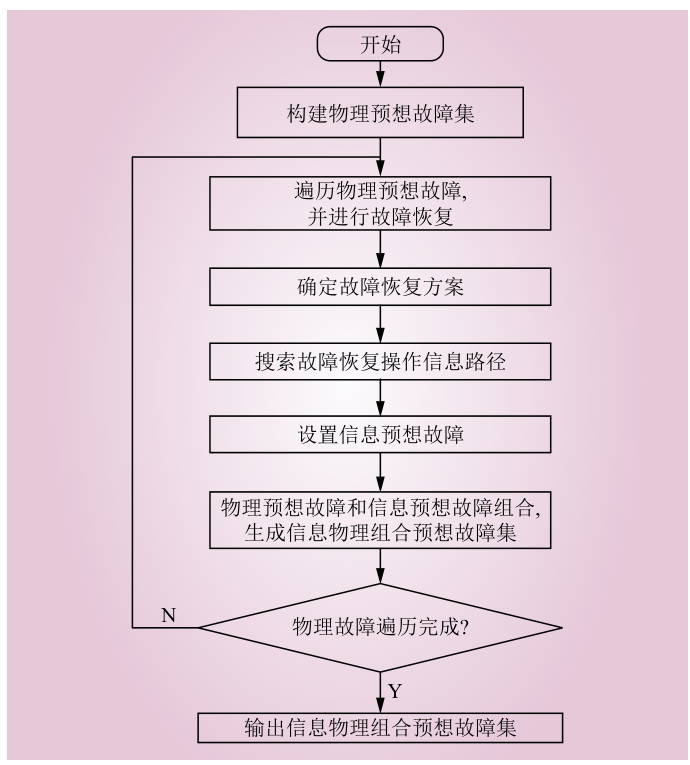 开始
构建物理预想故障集
遍历物理预想故障,
并进行故障恢复
确定故障恢复方案
搜索故障恢复操作信息路径
设置信息预想故障
物理预想故障和信息预想故障组合,
生成信息物理组合预想故障集
N
物理故障遍历完成?
Y
输出信息物理组合预想故障集